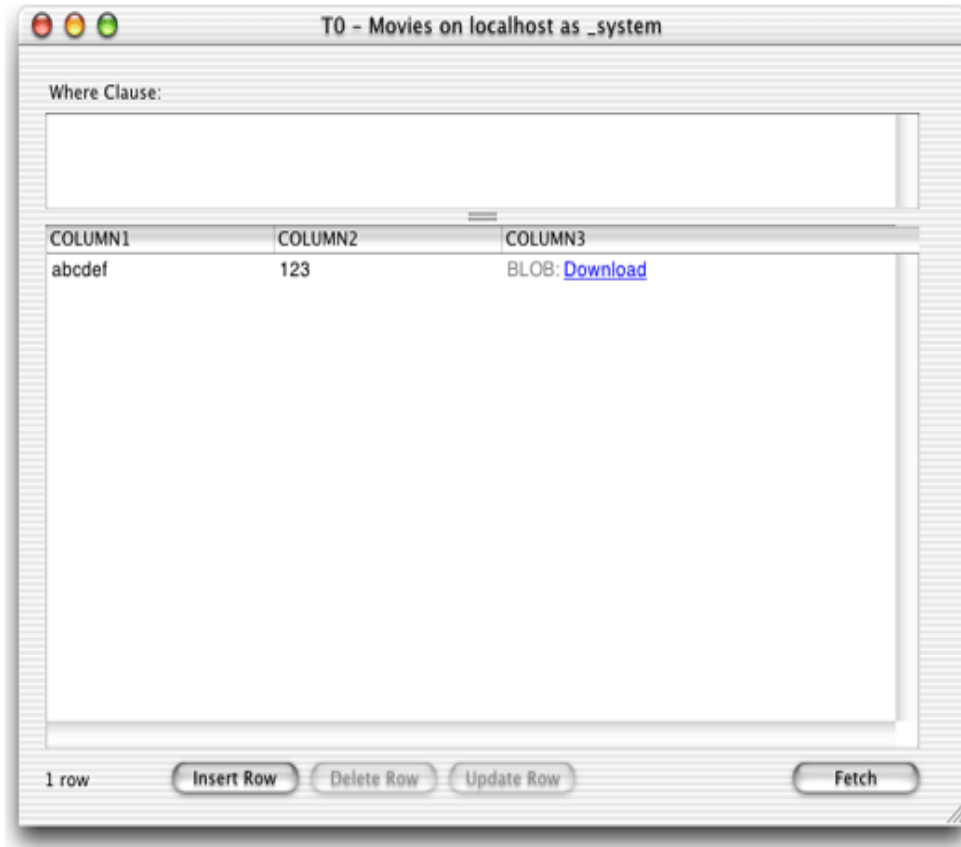 T0 - Movies on localhost as _system
Where Clause:
COLUMN1 COLUMN2 COLUMN3
abcdef 123 BLOB: Download
1 row Insert Row Delete Row Update Row Fetch